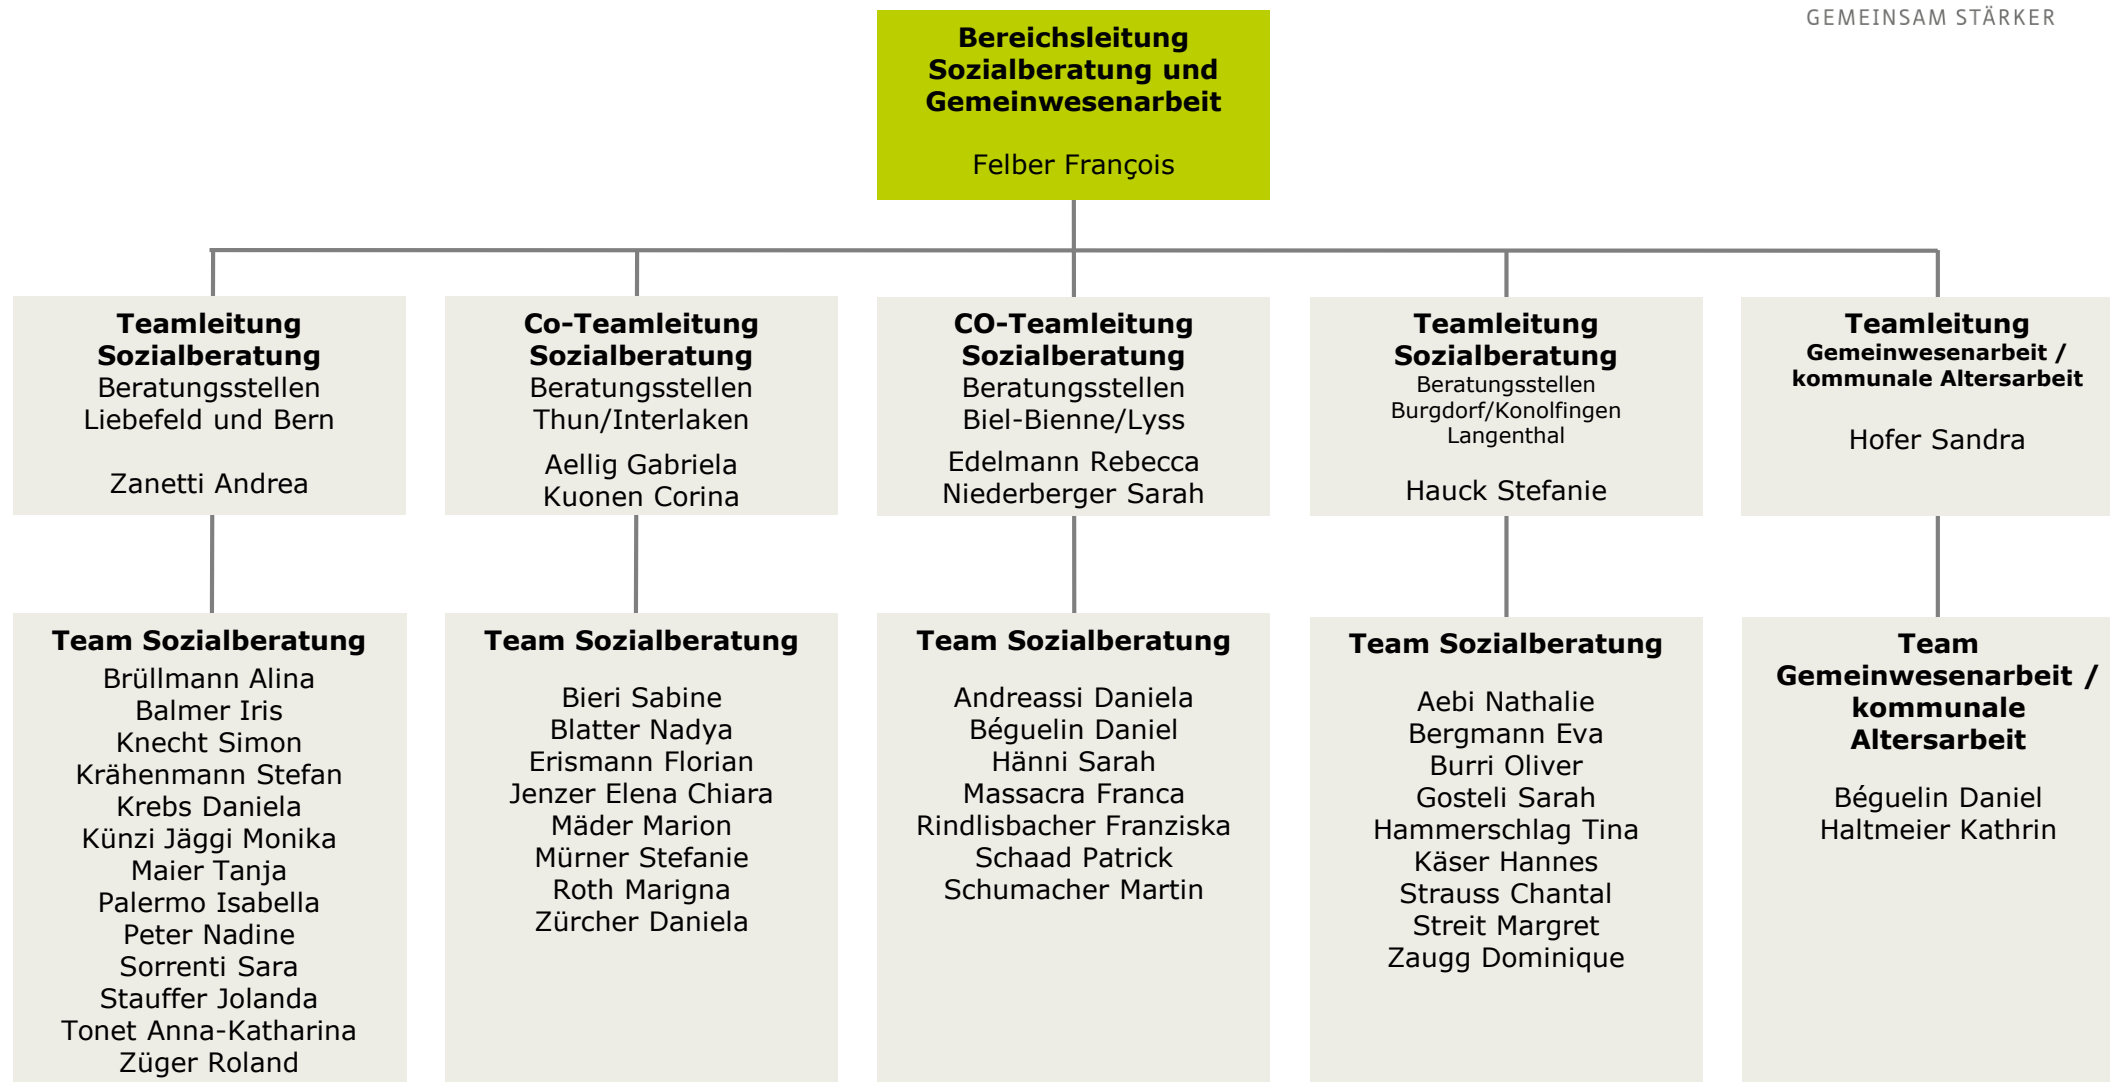 GEMEINSAM STÄRKER
Bereichsleitung
Sozialberatung und
Gemeinwesenarbeit
Felber François
Teamleitung
Sozialberatung
Beratungsstellen
Liebefeld und Bern
Zanetti Andrea
Co-Teamleitung
Sozialberatung
Beratungsstellen
Thun/Interlaken
Aellig Gabriela
Kuonen Corina
CO-Teamleitung
Sozialberatung
Beratungsstellen
Biel-Bienne/Lyss
Edelmann Rebecca
Niederberger Sarah
Teamleitung
Sozialberatung
Beratungsstellen
Burgdorf/Konolfingen
Langenthal
Hauck Stefanie
Teamleitung
Gemeinwesenarbeit /
kommunale Altersarbeit
Hofer Sandra
Team Sozialberatung
Brüllmann Alina
Balmer Iris
Knecht Simon
Krähenmann Stefan
Krebs Daniela
Künzi Jäggi Monika
Maier Tanja
Palermo Isabella
Peter Nadine
Sorrenti Sara
Stauffer Jolanda
Tonet Anna-Katharina
Züger Roland
Team Sozialberatung
Bieri Sabine
Blatter Nadya
Erismann Florian
Jenzer Elena Chiara
Mäder Marion
Mürner Stefanie
Roth Marigna
Zürcher Daniela
Team Sozialberatung
Andreassi Daniela
Béguelin Daniel
Hänni Sarah
Massacra Franca
Rindlisbacher Franziska
Schaad Patrick
Schumacher Martin
Team Sozialberatung
Aebi Nathalie
Bergmann Eva
Burri Oliver
Gosteli Sarah
Hammerschlag Tina
Käser Hannes
Strauss Chantal
Streit Margret
Zaugg Dominique
Team
Gemeinwesenarbeit /
kommunale
Altersarbeit
Béguelin Daniel
Haltmeier Kathrin